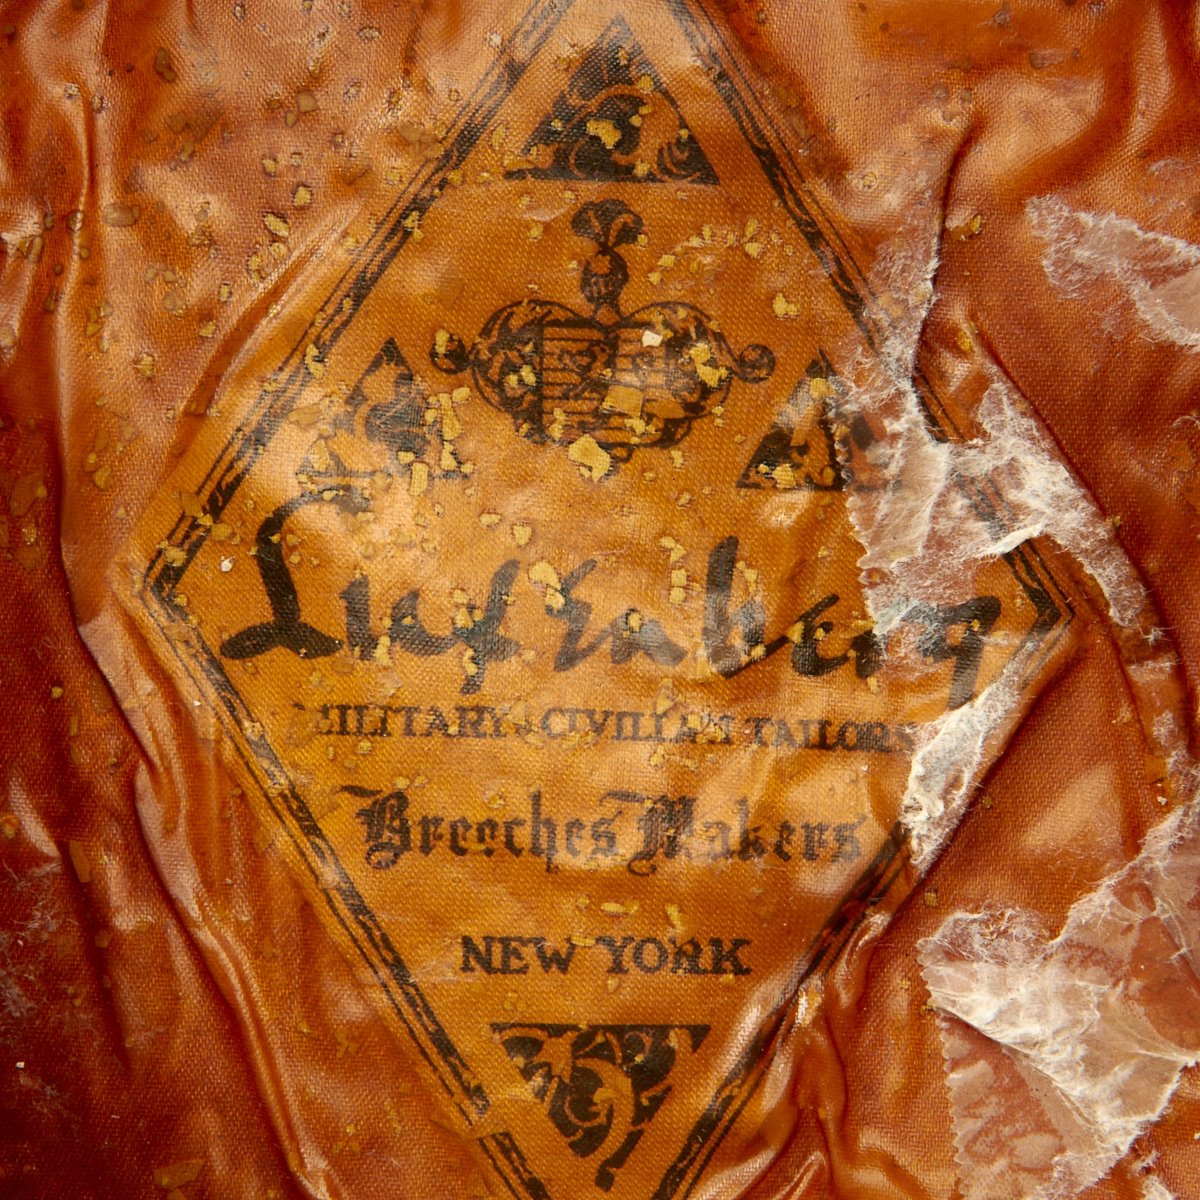 Luxenberg
MILITARY & CIVILIAN TAILORS
Breeches Makers
NEW YORK